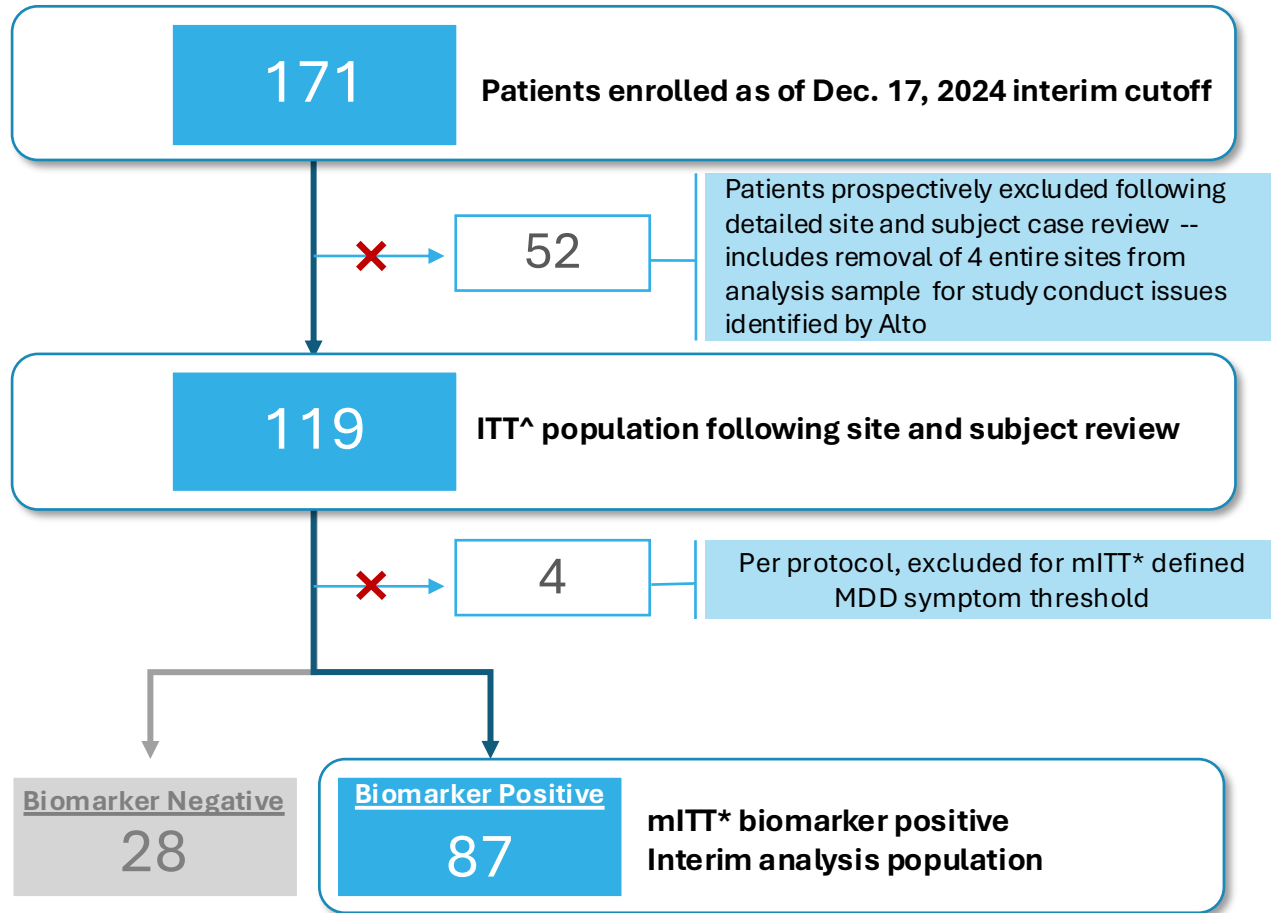 171
Patients enrolled as of Dec. 17, 2024 interim cutoff
52
Patients prospectively excluded following
detailed site and subject case review --
includes removal of 4 entire sites from
analysis sample for study conduct issues
identified by Alto
119
ITT^ population following site and subject review
4
Per protocol, excluded for mITT* defined
MDD symptom threshold
Biomarker Negative
28
Biomarker Positive
87
mITT* biomarker positive
Interim analysis population